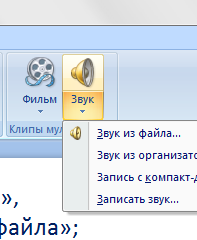 Фильм Звук
Клипы мул
Звук из файла...
Звук из организато
Запись с компакт-д
Записать звук...
»,
файла»;